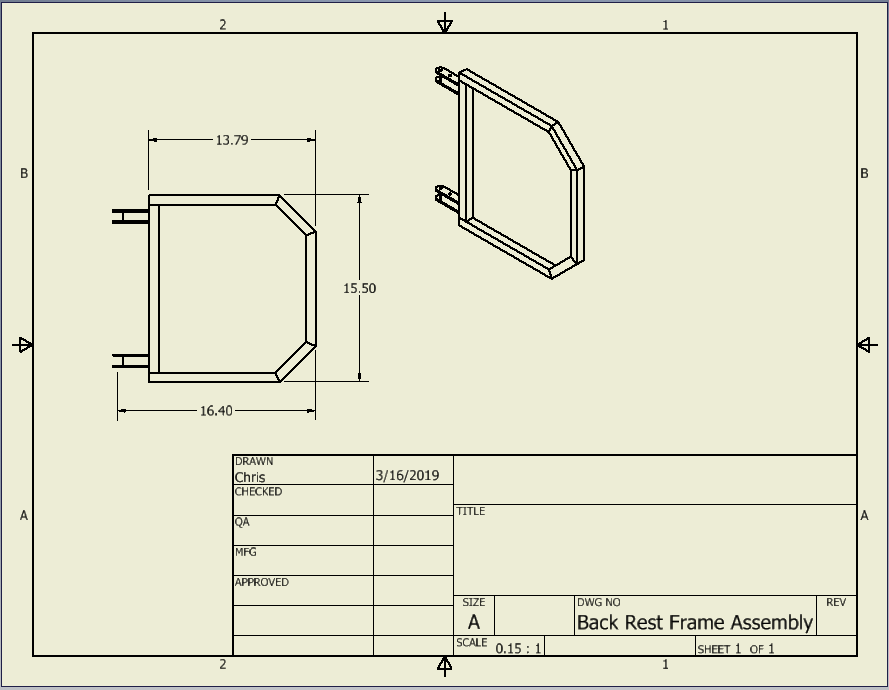 2 1
B B
13.79
15.50
16.40
DRAWN
Chris 3/16/2019
CHECKED
QA
MFG
APPROVED
TITLE
A A
SIZE DWG NO REV
A Back Rest Frame Assembly
SCALE 0.15 : 1 SHEET 1 OF 1
2 1